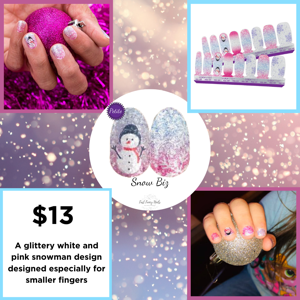 Petite
Snow Biz
$13
A glittery white and
pink snowman design
designed especially for
smaller fingers